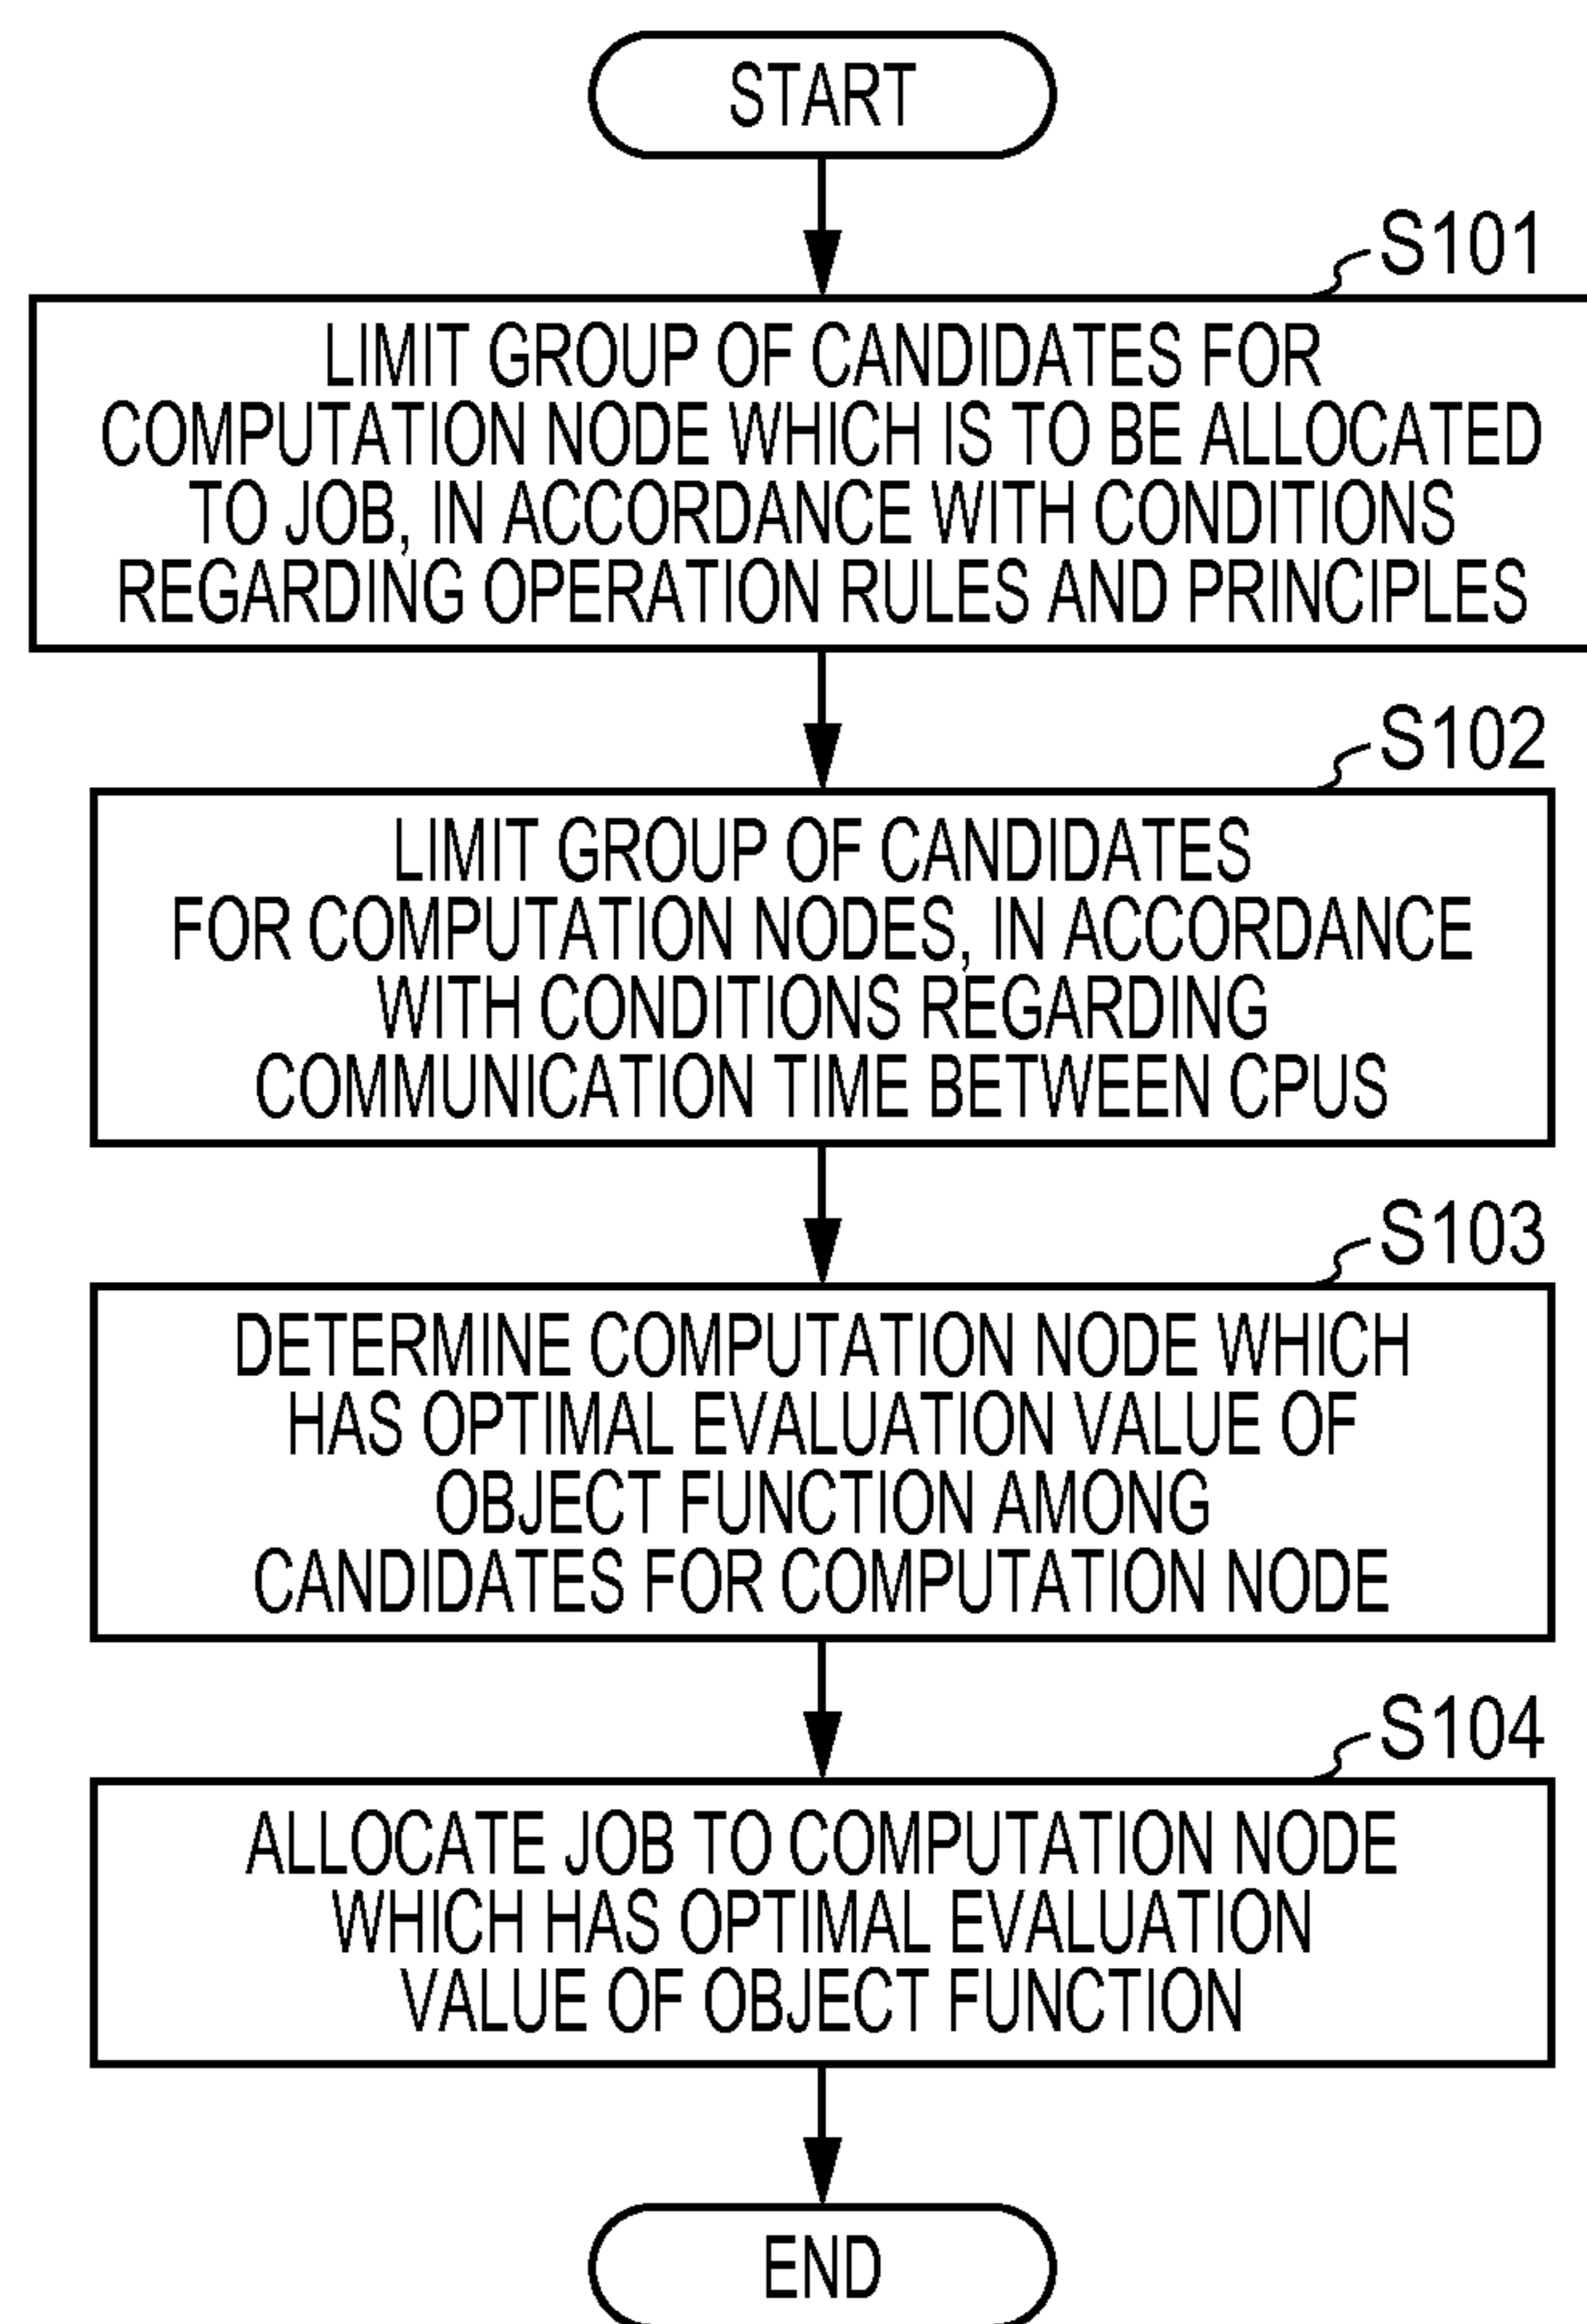 START
S101
LIMIT GROUP OF CANDIDATES FOR
COMPUTATION NODE WHICH IS TO BE ALLOCATED
TO JOB, IN ACCORDANCE WITH CONDITIONS
REGARDING OPERATION RULES AND PRINCIPLES
S102
LIMIT GROUP OF CANDIDATES
FOR COMPUTATION NODES, IN ACCORDANCE
WITH CONDITIONS REGARDING
COMMUNICATION TIME BETWEEN CPUS
S103
DETERMINE COMPUTATION NODE WHICH
HAS OPTIMAL EVALUATION VALUE OF
OBJECT FUNCTION AMONG
CANDIDATES FOR COMPUTATION NODE
S104
ALLOCATE JOB TO COMPUTATION NODE
WHICH HAS OPTIMAL EVALUATION
VALUE OF OBJECT FUNCTION
END